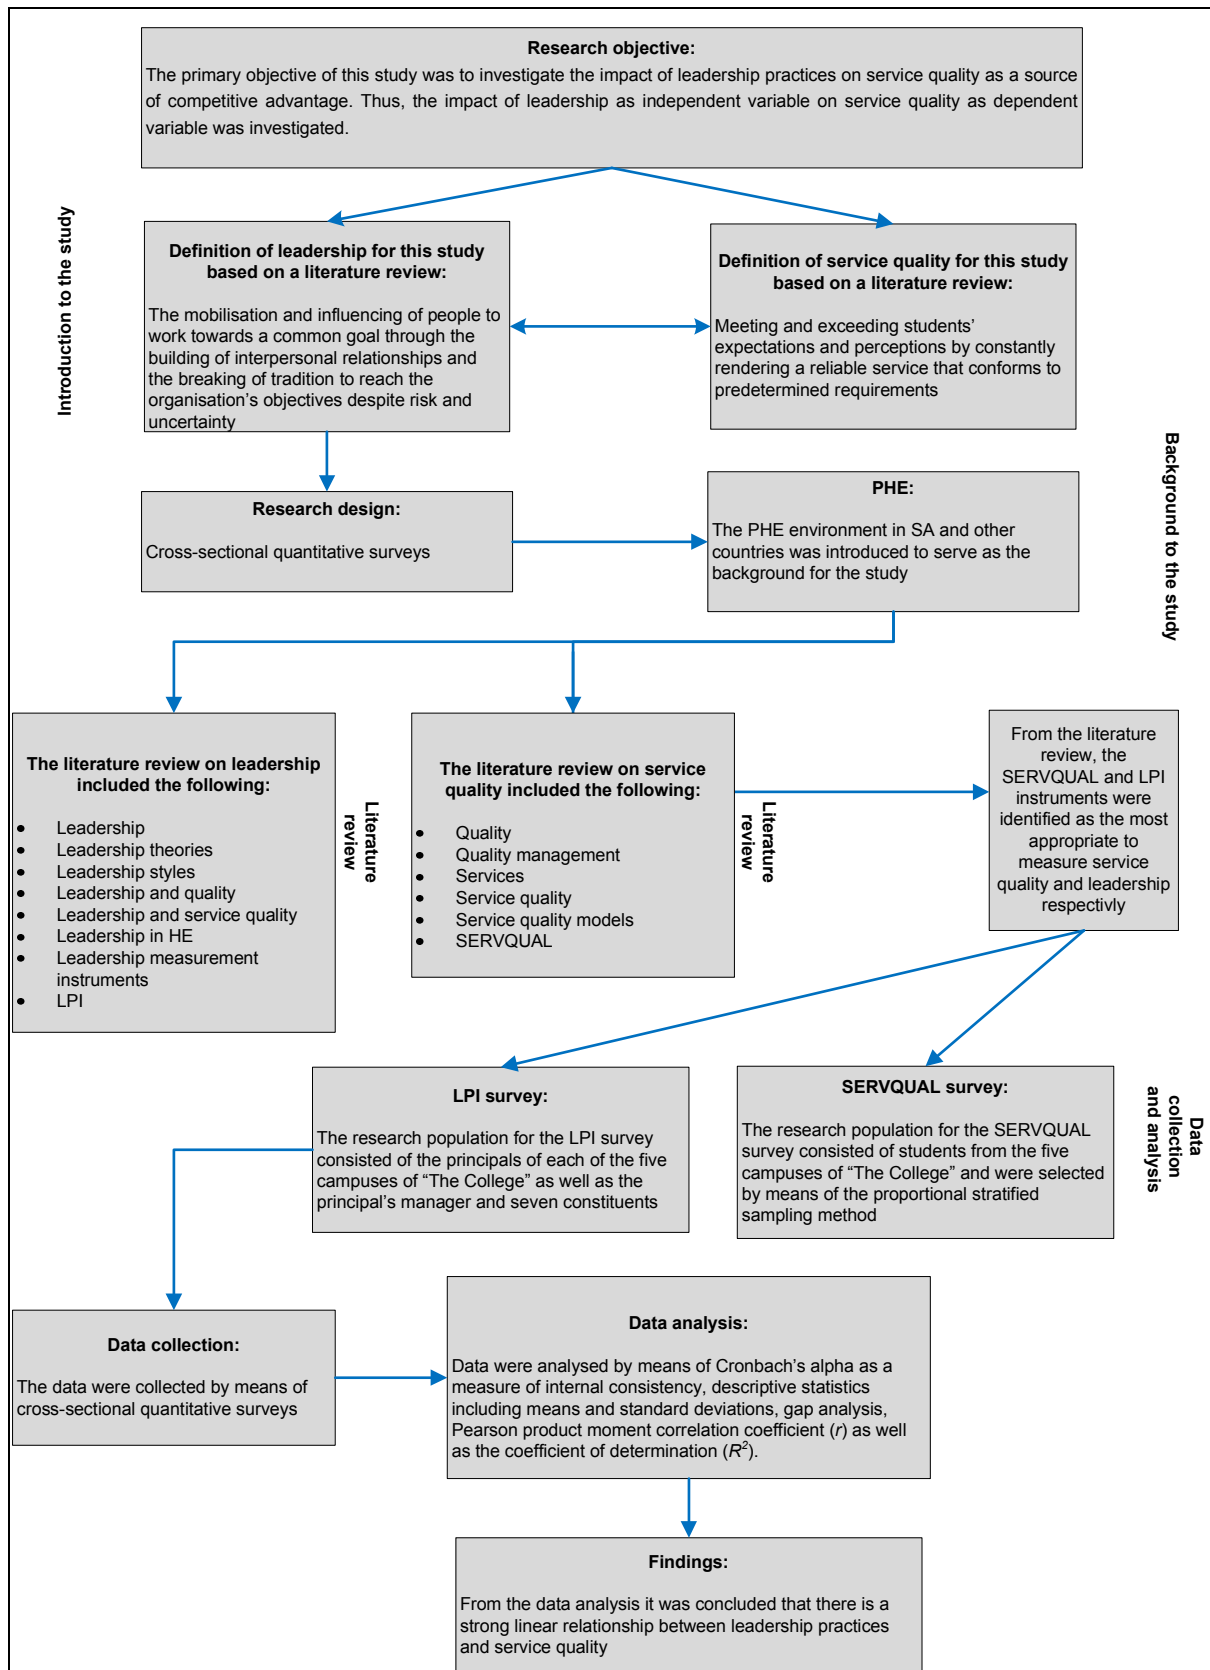 Research objective:
The primary objective of this study was to investigate the impact of leadership practices on service quality as a source
of competitive advantage. Thus, the impact of leadership as independent variable on service quality as dependent
variable was investigated.
Introduction to the study
Definition of leadership for this study
based on a literature review:
The mobilisation and influencing of people to
work towards a common goal through the
building of interpersonal relationships and
the breaking of tradition to reach the
organisation’s objectives despite risk and
uncertainty
Definition of service quality for this study
based on a literature review:
Meeting and exceeding students’
expectations and perceptions by constantly
rendering a reliable service that conforms to
predetermined requirements
Research design:
Cross-sectional quantitative surveys
PHE:
The PHE environment in SA and other
countries was introduced to serve as the
background for the study
Background to the study
The literature review on leadership
included the following:
• Leadership
• Leadership theories
• Leadership styles
• Leadership and quality
• Leadership and service quality
• Leadership in HE
• Leadership measurement
instruments
• LPI
Literature
review
The literature review on service
quality included the following:
• Quality
• Quality management
• Services
• Service quality
• Service quality models
• SERVQUAL
Literature
review
From the literature
review, the
SERVQUAL and LPI
instruments were
identified as the most
appropriate to
measure service
quality and leadership
respectivly
LPI survey:
The research population for the LPI survey
consisted of the principals of each of the five
campuses of “The College” as well as the
principal’s manager and seven constituents
SERVQUAL survey:
The research population for the SERVQUAL
survey consisted of students from the five
campuses of “The College” and were selected
by means of the proportional stratified
sampling method
Data
collection
and analysis
Data collection:
The data were collected by means of
cross-sectional quantitative surveys
Data analysis:
Data were analysed by means of Cronbach’s alpha as a
measure of internal consistency, descriptive statistics
including means and standard deviations, gap analysis,
Pearson product moment correlation coefficient (r) as well
as the coefficient of determination (R²).
Findings:
From the data analysis it was concluded that there is a
strong linear relationship between leadership practices
and service quality